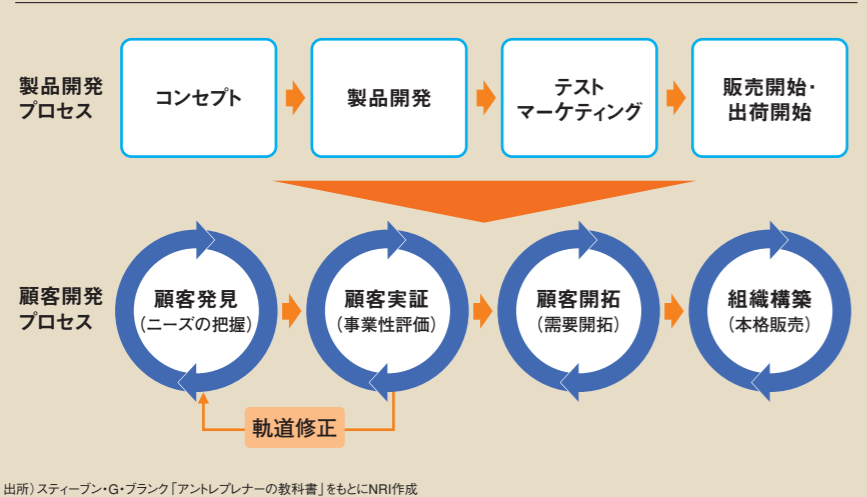 製品開発
プロセス
コンセプト
製品開発
テスト
マーケティング
販売開始・
出荷開始
顧客開発
プロセス
顧客発見
(ニーズの把握)
顧客実証
(事業性評価)
顧客開拓
(需要開拓)
組織構築
(本格販売)
軌道修正
出所）スティーブン・G・ブランク「アントレプレナーの教科書」をもとにNRI作成